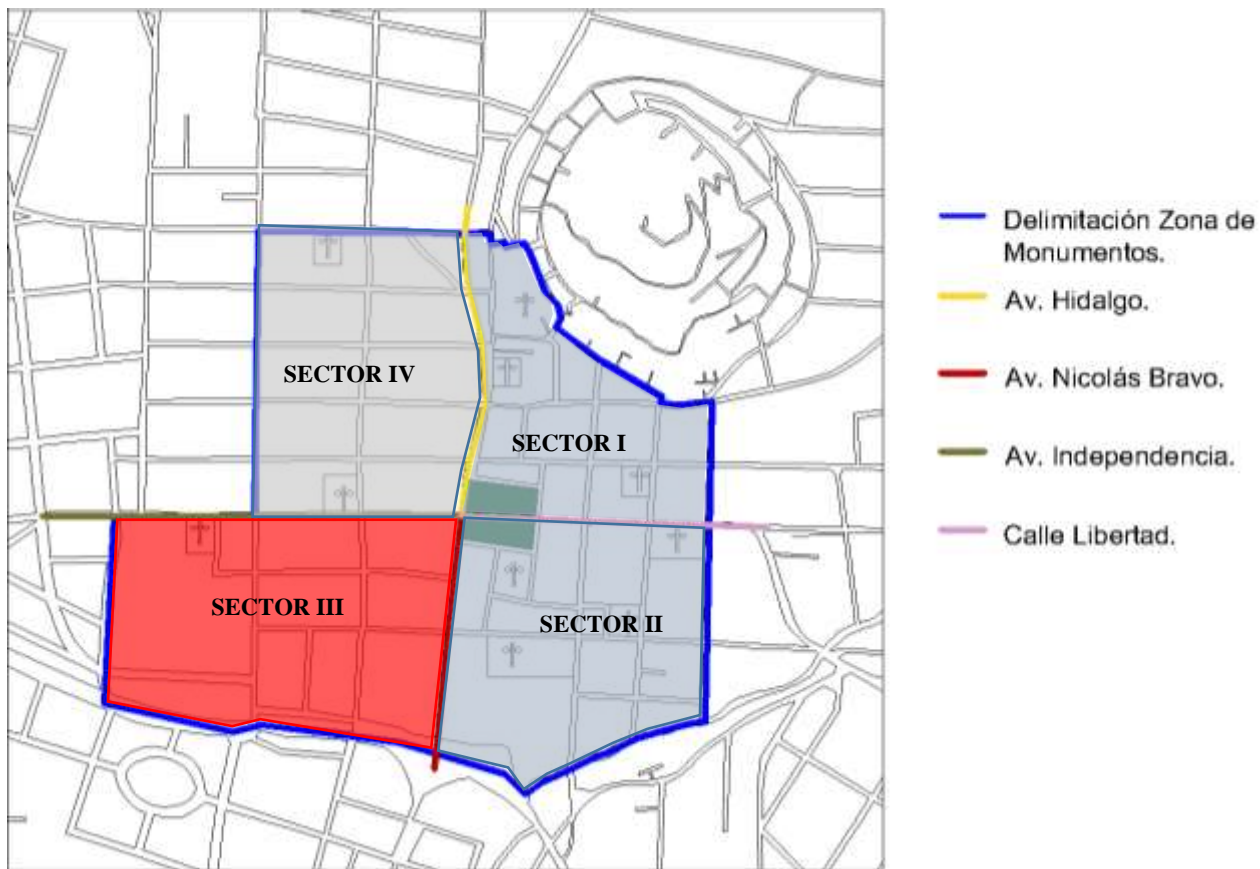 SECTOR IV
SECTOR I
SECTOR III
SECTOR II
Delimitación Zona de
Monumentos.
Av. Hidalgo.
Av. Nicolás Bravo.
Av. Independencia.
Calle Libertad.